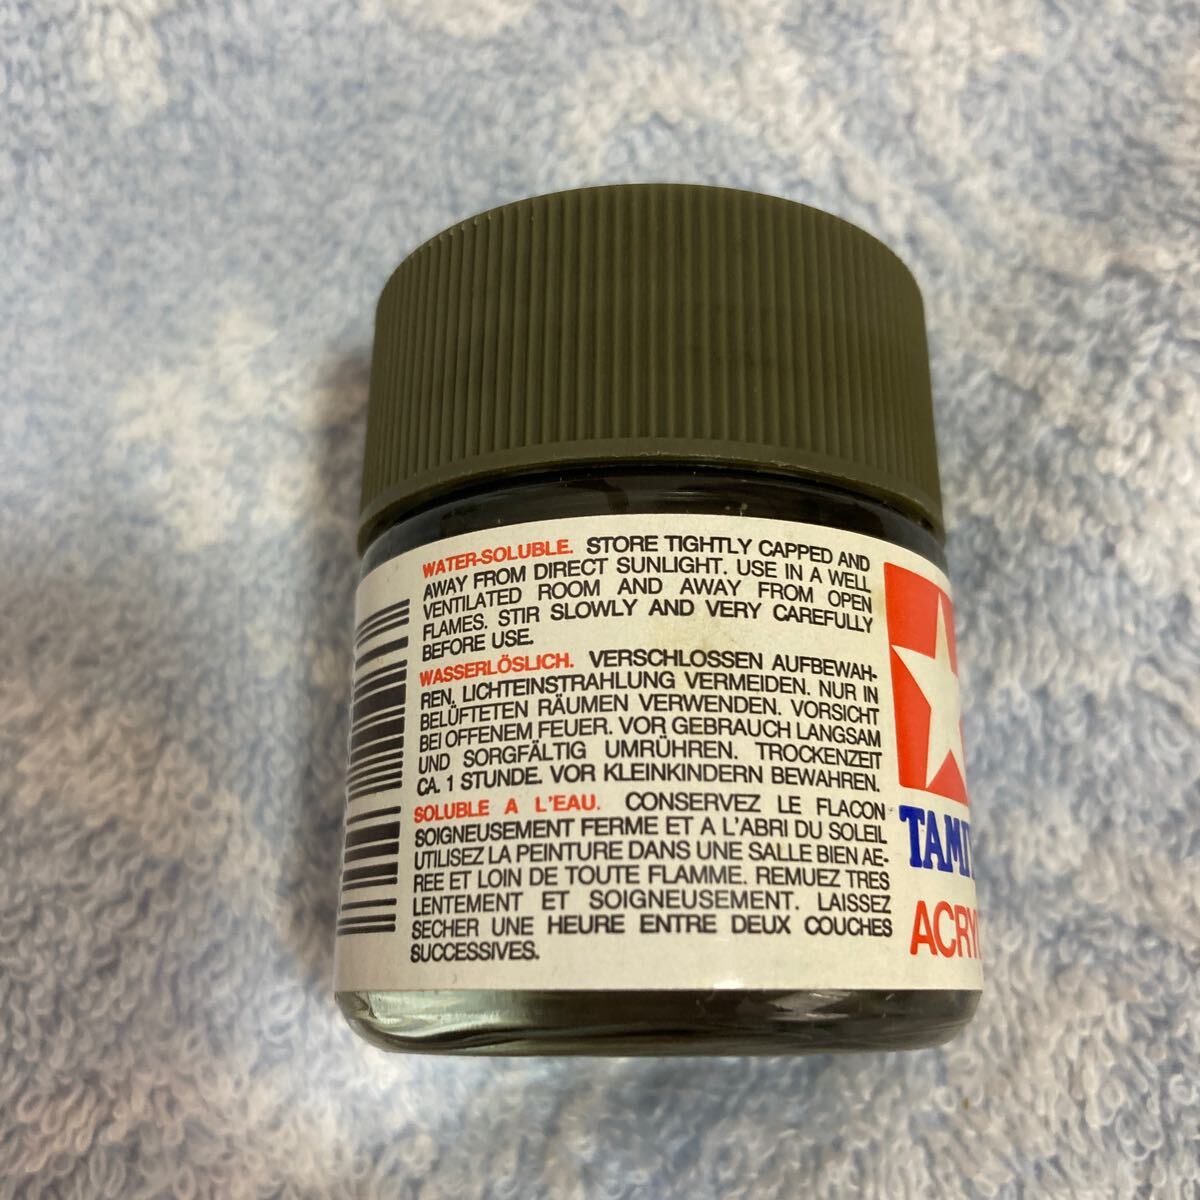 WATER-SOLUBLE. STORE TIGHTLY CAPPED AND
AWAY FROM DIRECT SUNLIGHT. USE IN A WELL
VENTILATED ROOM AND AWAY FROM OPEN
FLAMES. STIR SLOWLY AND VERY CAREFULLY
BEFORE USE.
WASSERLÖSLICH. VERSCHLOSSEN AUFBEWAH-
REN, LICHTEINSTRAHLUNG VERMEIDEN. NUR IN
BELÜFTETEN RÄUMEN VERWENDEN. VORSICHT
BEI OFFENEM FEUER. VOR GEBRAUCH LANGSAM
UND SORGFÄLTIG UMRÜHREN. TROCKENZEIT
CA. 1 STUNDE. VOR KLEINKINDERN BEWAHREN.
SOLUBLE A L'EAU. CONSERVEZ LE FLACON
SOIGNEUSEMENT FERME ET A L'ABRI DU SOLEIL
UTILISEZ LA PEINTURE DANS UNE SALLE BIEN AE-
REE ET LOIN DE TOUTE FLAMME. REMUEZ TRES
LENTEMENT ET SOIGNEUSEMENT. LAISSEZ
SECHER UNE HEURE ENTRE DEUX COUCHES
SUCCESSIVES.
TAMI
ACRY